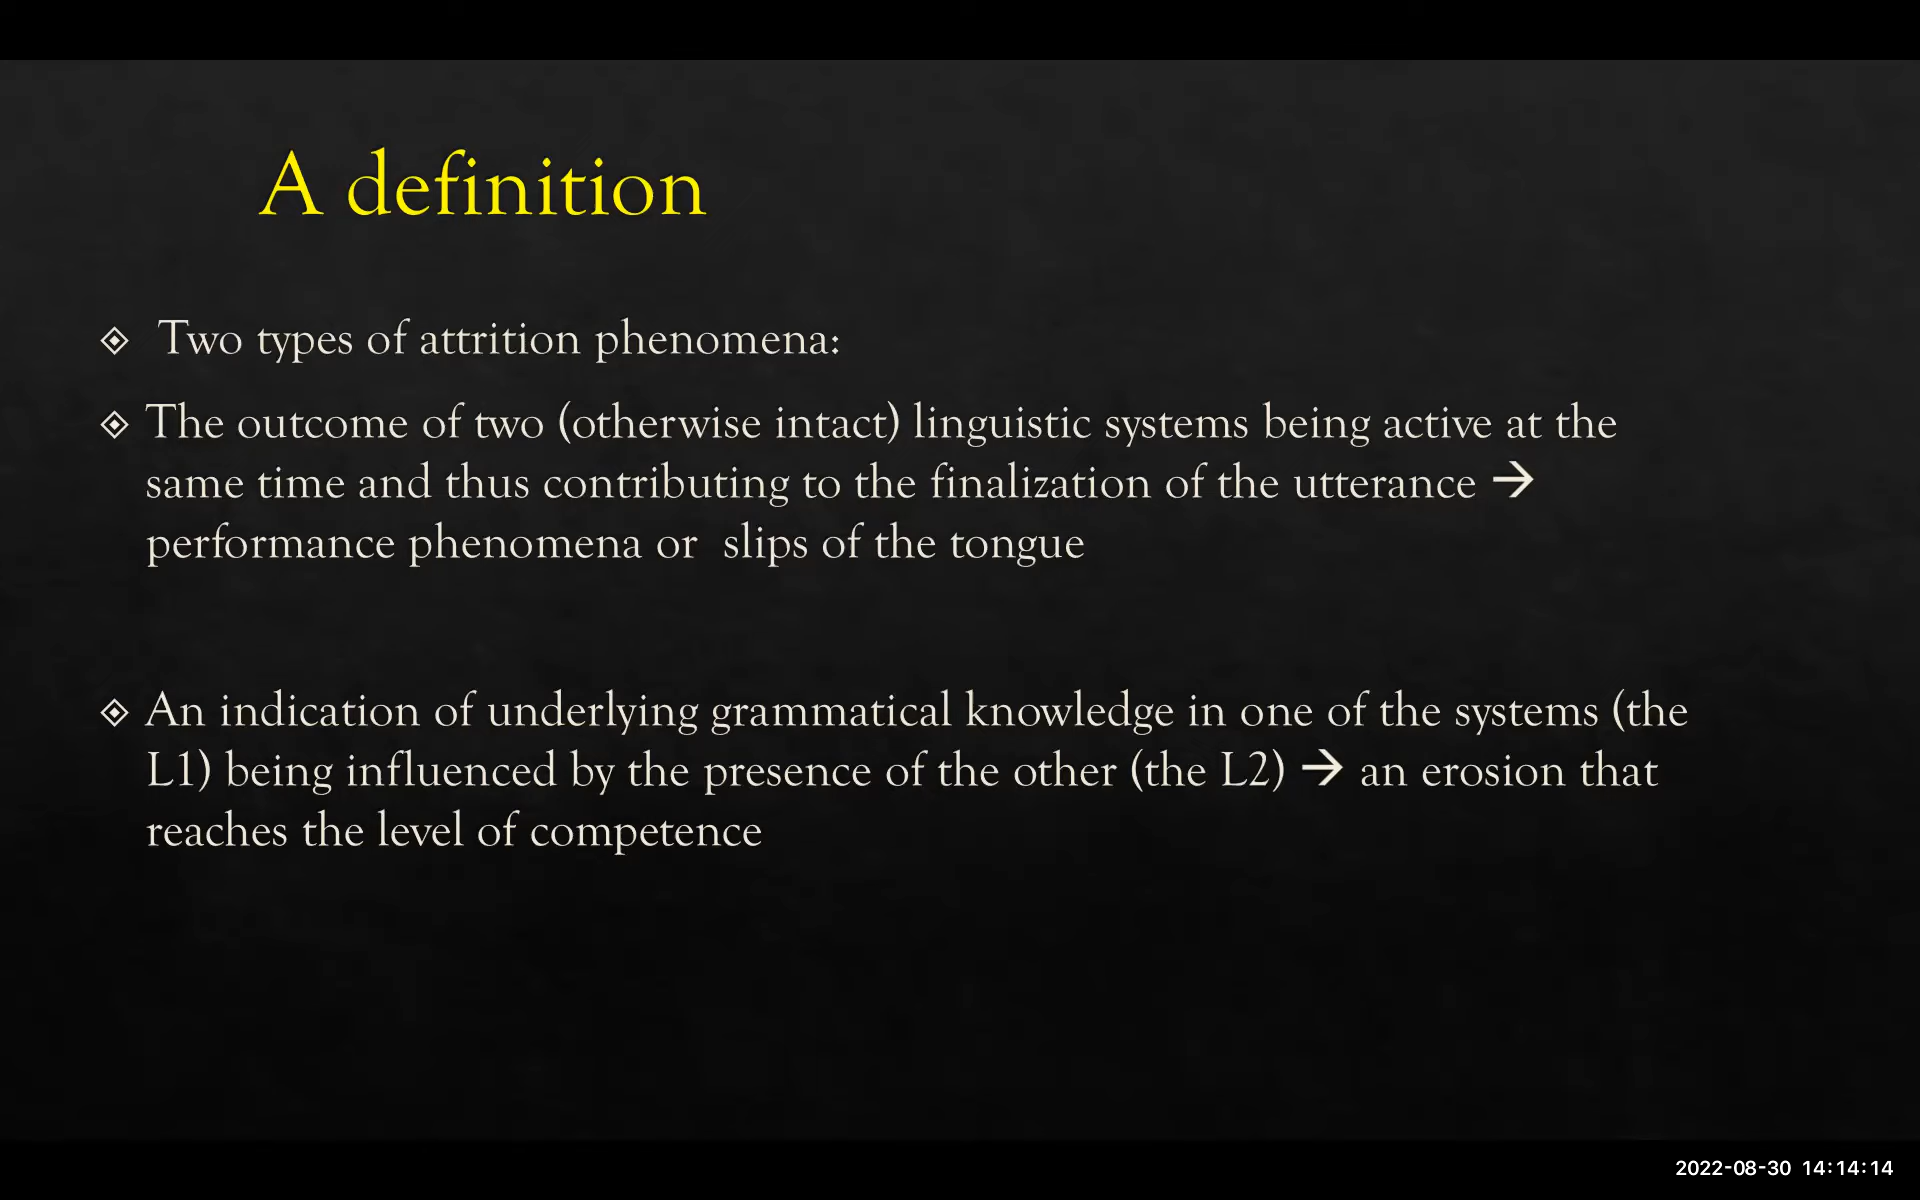 A definition
Two types of attrition phenomena:
The outcome of two (otherwise intact) linguistic systems being active at the
same time and thus contributing to the finalization of the utterance →
performance phenomena or  slips of the tongue
An indication of underlying grammatical knowledge in one of the systems (the
L1) being influenced by the presence of the other (the L2) → an erosion that
reaches the level of competence
2022-08-30 14:14:14